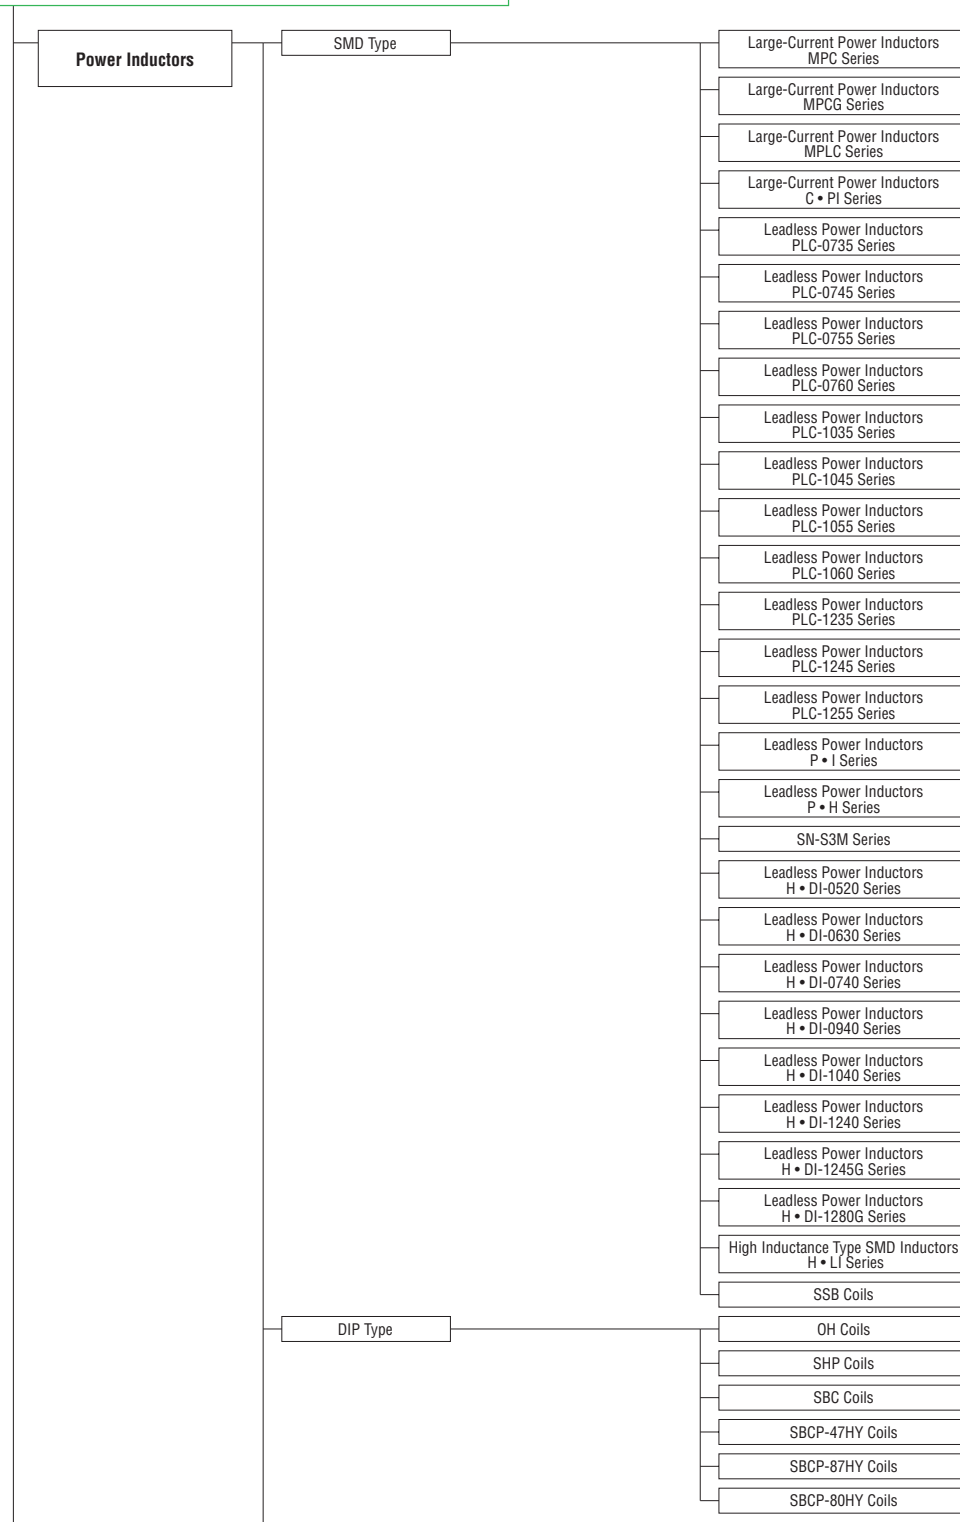 Power Inductors
SMD Type
Large-Current Power Inductors
MPC Series
Large-Current Power Inductors
MPCG Series
Large-Current Power Inductors
MPLC Series
Large-Current Power Inductors
C • PI Series
Leadless Power Inductors
PLC-0735 Series
Leadless Power Inductors
PLC-0745 Series
Leadless Power Inductors
PLC-0755 Series
Leadless Power Inductors
PLC-0760 Series
Leadless Power Inductors
PLC-1035 Series
Leadless Power Inductors
PLC-1045 Series
Leadless Power Inductors
PLC-1055 Series
Leadless Power Inductors
PLC-1060 Series
Leadless Power Inductors
PLC-1235 Series
Leadless Power Inductors
PLC-1245 Series
Leadless Power Inductors
PLC-1255 Series
Leadless Power Inductors
P • I Series
Leadless Power Inductors
P • H Series
SN-S3M Series
Leadless Power Inductors
H • DI-0520 Series
Leadless Power Inductors
H • DI-0630 Series
Leadless Power Inductors
H • DI-0740 Series
Leadless Power Inductors
H • DI-0940 Series
Leadless Power Inductors
H • DI-1040 Series
Leadless Power Inductors
H • DI-1240 Series
Leadless Power Inductors
H • DI-1245G Series
Leadless Power Inductors
H • DI-1280G Series
High Inductance Type SMD Inductors
H • LI Series
SSB Coils
DIP Type
OH Coils
SHP Coils
SBC Coils
SBCP-47HY Coils
SBCP-87HY Coils
SBCP-80HY Coils